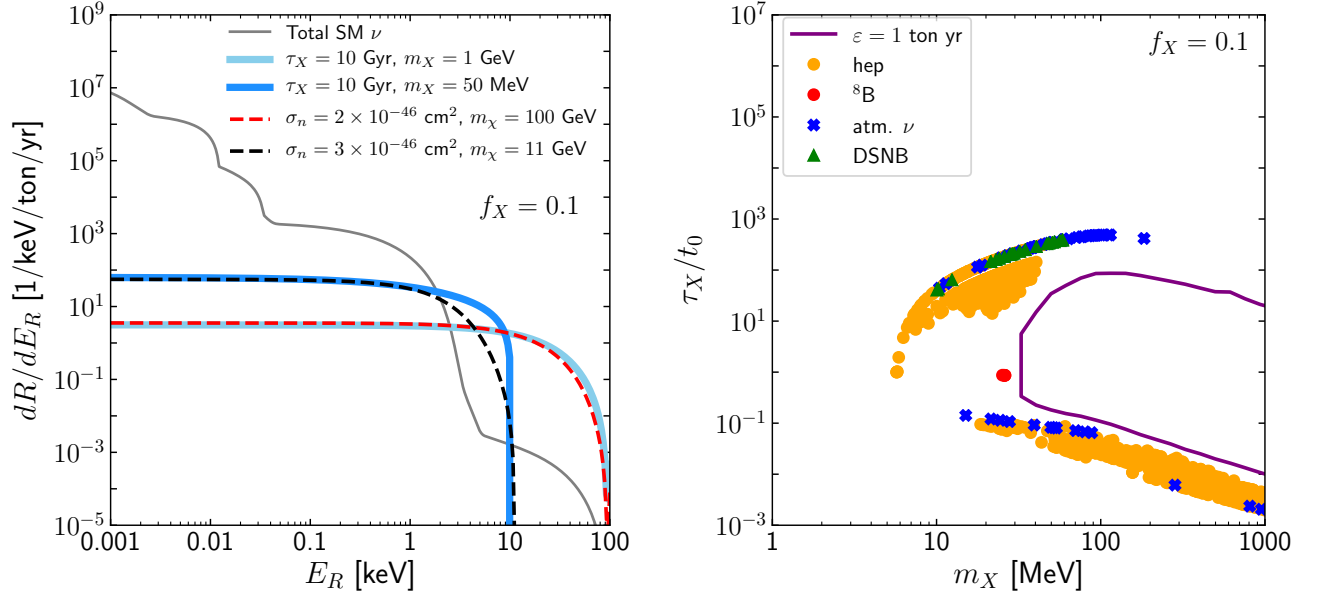 Total SM ν
τ_X = 10 Gyr, m_X = 1 GeV
τ_X = 10 Gyr, m_X = 50 MeV
σ_n = 2 × 10^−46 cm^2, m_χ = 100 GeV
σ_n = 3 × 10^−46 cm^2, m_χ = 11 GeV
f_X = 0.1
dR/dE_R [1/keV/ton/yr]
10^9
10^7
10^5
10^3
10^1
10^−1
10^−3
10^−5
0.001 0.01 0.1 1 10 100
E_R [keV]
ε = 1 ton yr
hep
^8B
atm. ν
DSNB
f_X = 0.1
τ_X/t_0
10^7
10^5
10^3
10^1
10^−1
10^−3
1 10 100 1000
m_X [MeV]